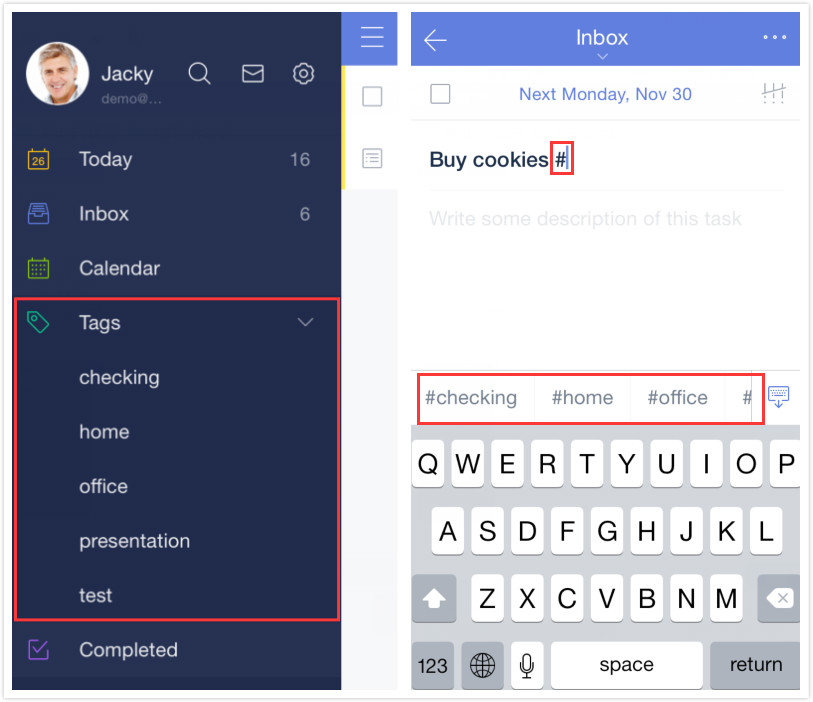 Jacky
demo@...
26
Today 16
Inbox 6
Calendar
Tags
checking
home
office
presentation
test
Completed
Inbox
Next Monday, Nov 30
Buy cookies #
Write some description of this task
#checking #home #office #
Q W E R T Y U I O P
A S D F G H J K L
Z X C V B N M
123 space return